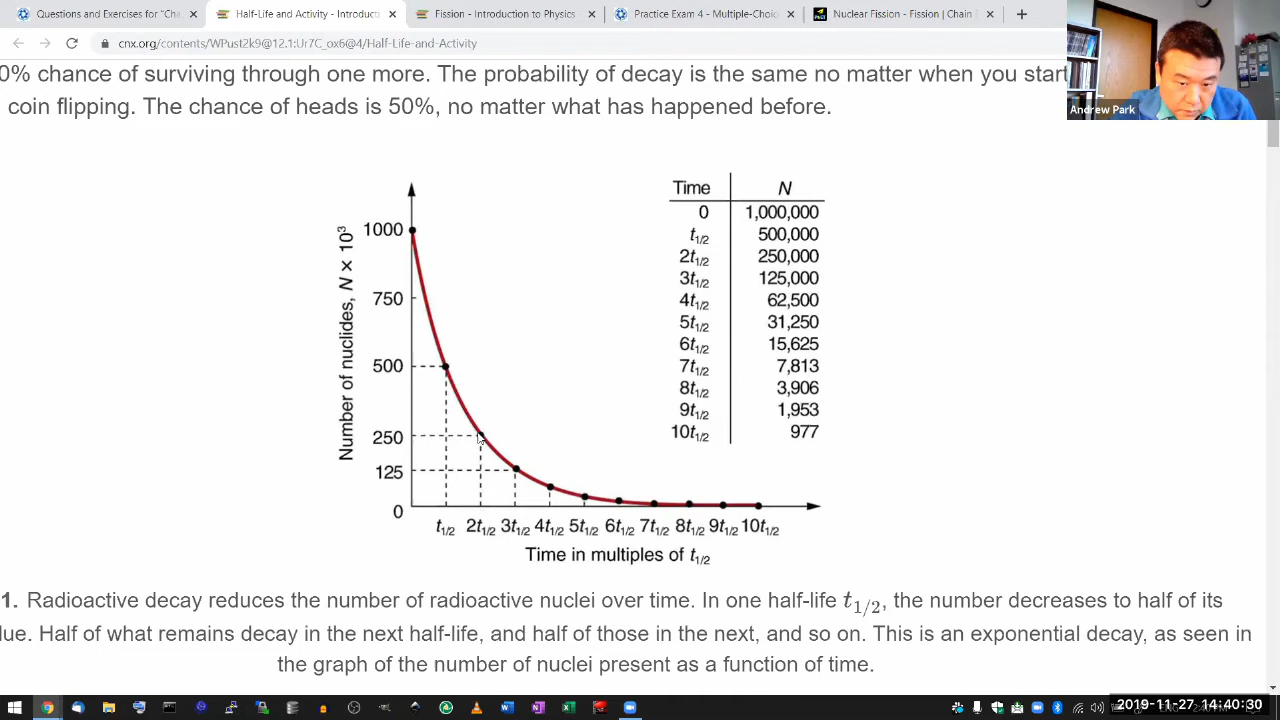 Questions and Exercises - "Cha
Half-Life and Activity - Introducti
Fission - Introduction to Physics
Practice Exam 4 - Multiple-Choic
Nuclear Fission - Fission | Chain
cnx.org/contents/WPust2k9@12.1:Ur7C_ox6@4/Half-Life-and-Activity
0% chance of surviving through one more. The probability of decay is the same no matter when you start
coin flipping. The chance of heads is 50%, no matter what has happened before.
Andrew Park
Number of nuclides, N × 10³
1000
750
500
250
125
0
t1/2 2t1/2 3t1/2 4t1/2 5t1/2 6t1/2 7t1/2 8t1/2 9t1/2 10t1/2
Time in multiples of t1/2
Time N
0 1,000,000
t1/2 500,000
2t1/2 250,000
3t1/2 125,000
4t1/2 62,500
5t1/2 31,250
6t1/2 15,625
7t1/2 7,813
8t1/2 3,906
9t1/2 1,953
10t1/2 977
1. Radioactive decay reduces the number of radioactive nuclei over time. In one half-life t1/2, the number decreases to half of its
lue. Half of what remains decay in the next half-life, and half of those in the next, and so on. This is an exponential decay, as seen in
the graph of the number of nuclei present as a function of time.
2019-11-27 14:40:30